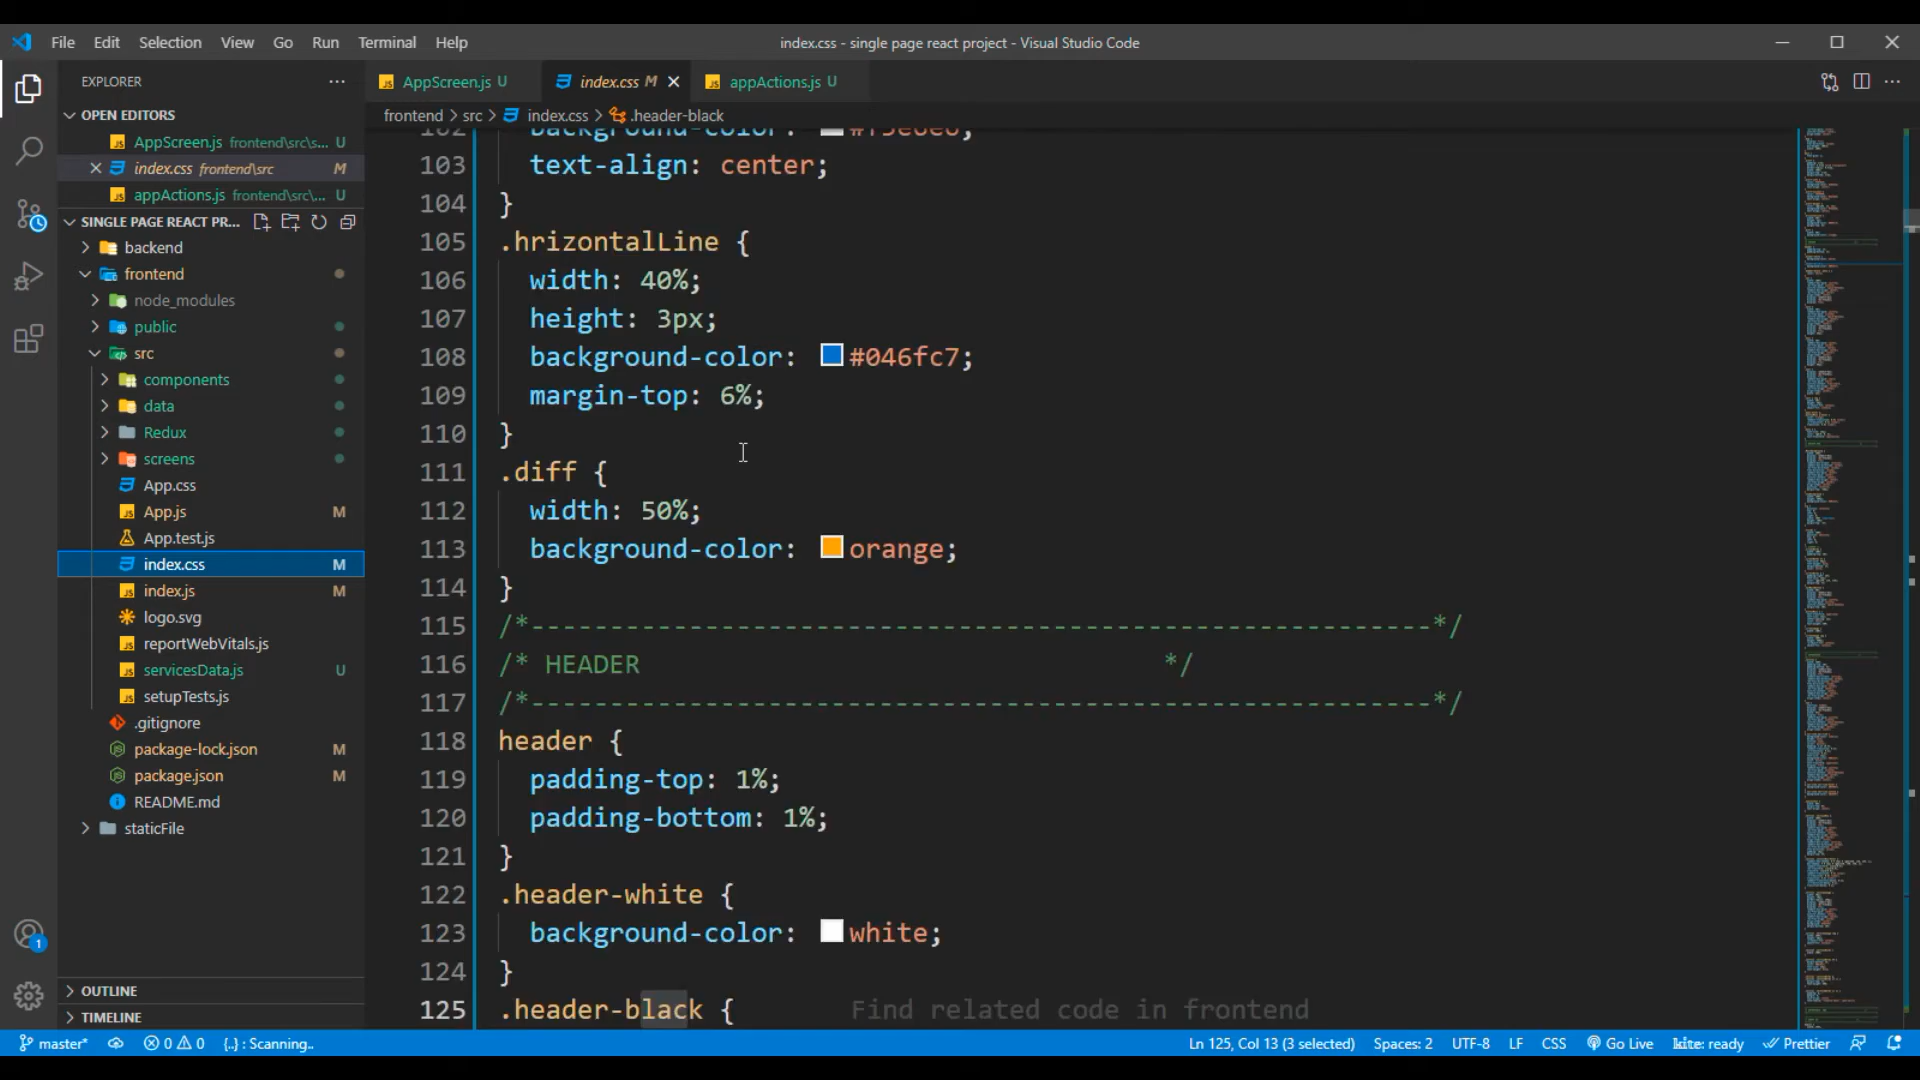 File Edit Selection View Go Run Terminal Help
index.css - single page react project - Visual Studio Code
EXPLORER
OPEN EDITORS
AppScreen.js frontend\src\s... U
index.css frontend\src M
appActions.js frontend\src\... U
SINGLE PAGE REACT PR...
backend
frontend
node_modules
public
src
components
data
Redux
screens
App.css
App.js M
App.test.js
index.css M
index.js M
logo.svg
reportWebVitals.js
servicesData.js U
setupTests.js
.gitignore
package-lock.json M
package.json M
README.md
staticFile
OUTLINE
TIMELINE
AppScreen.js U
index.css M
appActions.js U
frontend > src > index.css > .header-black
103 text-align: center;
104 }
105 .hrizontalLine {
106 width: 40%;
107 height: 3px;
108 background-color: #046fc7;
109 margin-top: 6%;
110 }
111 .diff {
112 width: 50%;
113 background-color: orange;
114 }
115 /*---------------------------------------------------------*/
116 /* HEADER */
117 /*---------------------------------------------------------*/
118 header {
119 padding-top: 1%;
120 padding-bottom: 1%;
121 }
122 .header-white {
123 background-color: white;
124 }
125 .header-black { Find related code in frontend
master* 0 0 {..} : Scanning.. Ln 125, Col 13 (3 selected) Spaces: 2 UTF-8 LF CSS Go Live kite: ready Prettier